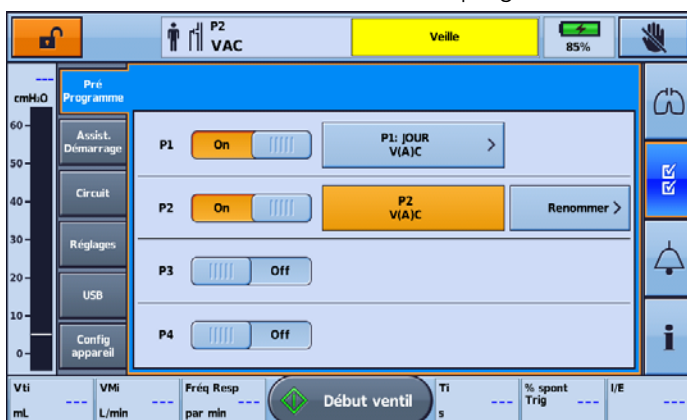 P2
VAC
Veille
85%
cmH₂O
---
Pré
Programme
Assist.
Démarrage
Circuit
Réglages
USB
Config
appareil
60
50
40
30
20
10
0
P1 On P1: JOUR
V(A)C >
P2 On P2
V(A)C Renommer >
P3 Off
P4 Off
i
Vti --- mL
VMi --- L/min
Fréq Resp --- par min
Début ventil
Ti --- s
% spont
Trig ---
I/E ---